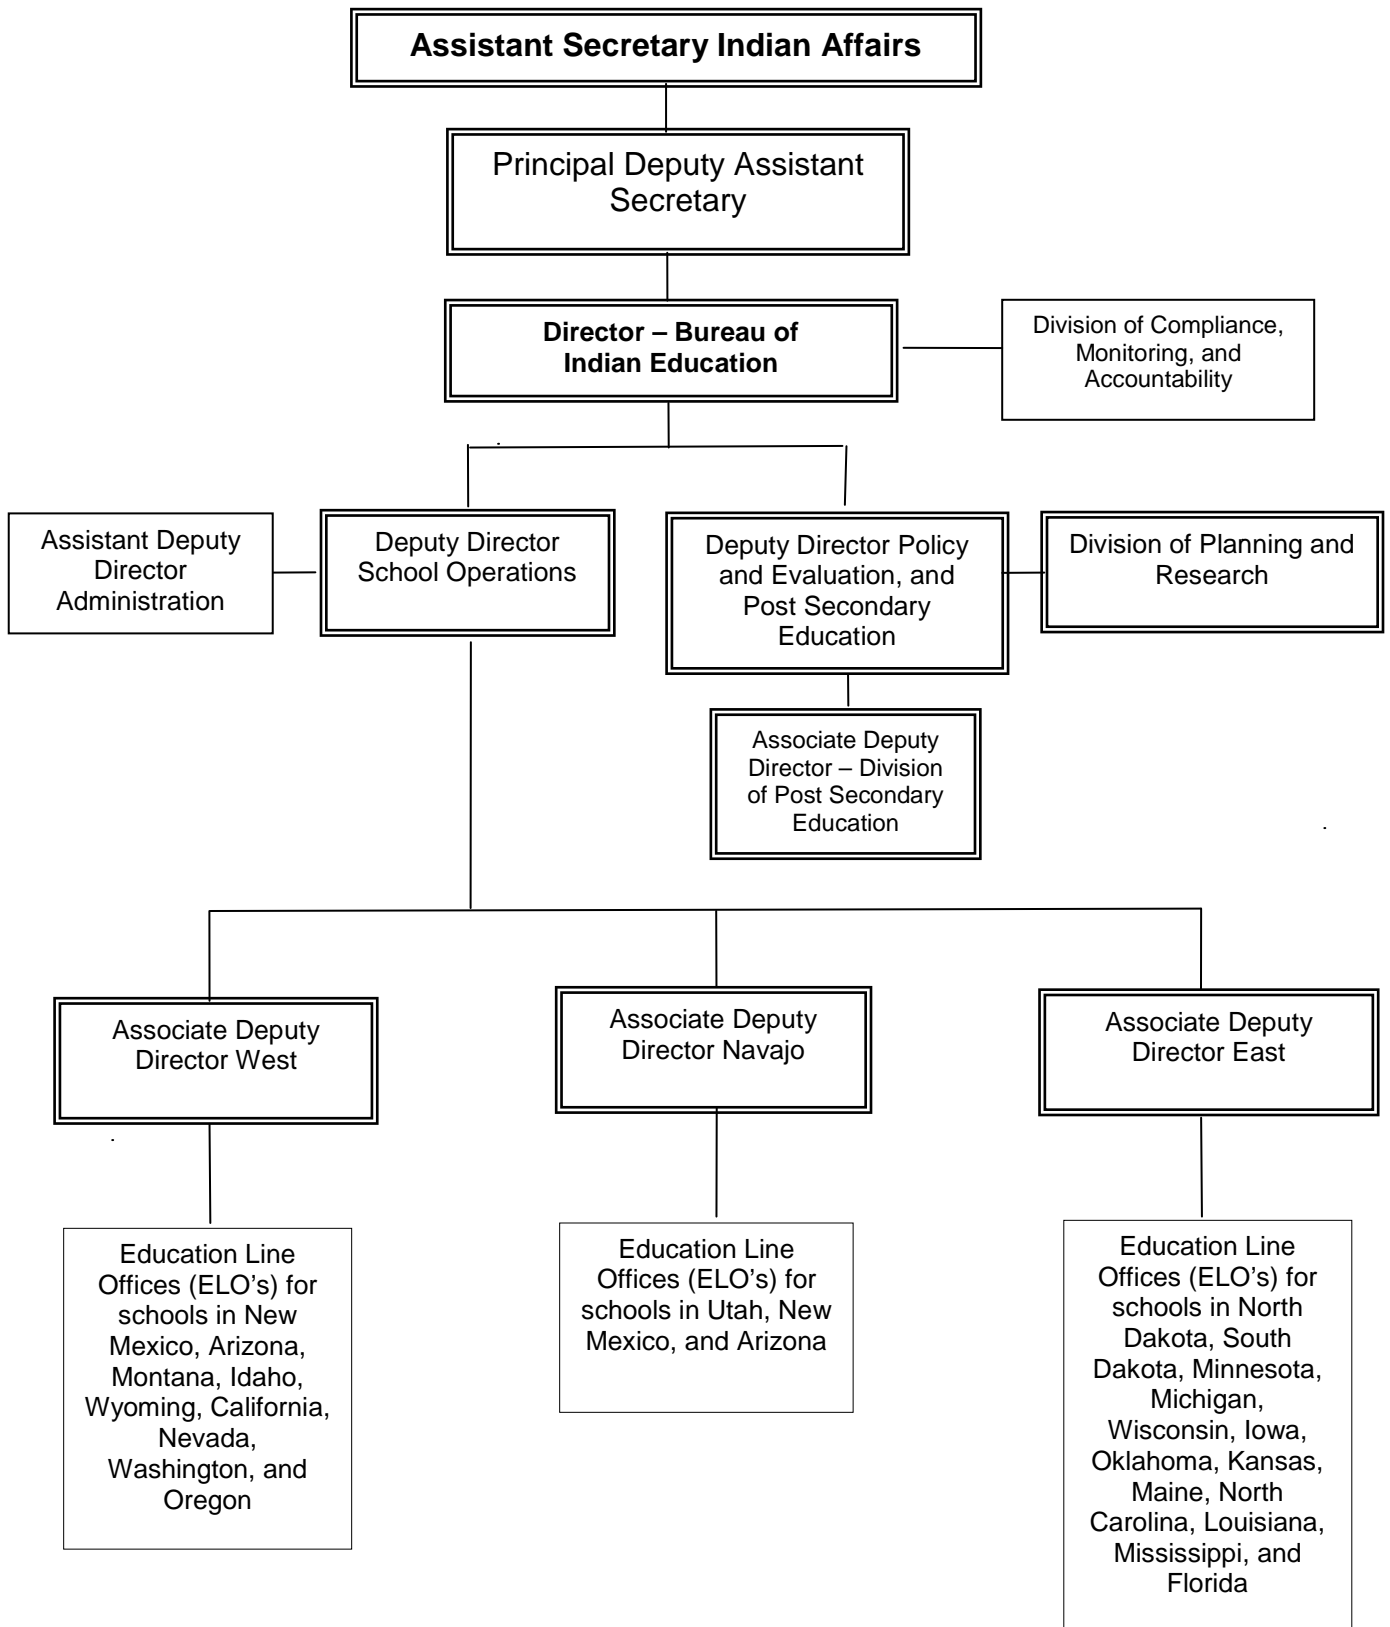 Assistant Secretary Indian Affairs
Principal Deputy Assistant
Secretary
Director – Bureau of
Indian Education
Division of Compliance,
Monitoring, and
Accountability
Assistant Deputy
Director
Administration
Deputy Director
School Operations
Deputy Director Policy
and Evaluation, and
Post Secondary
Education
Division of Planning and
Research
Associate Deputy
Director – Division
of Post Secondary
Education
Associate Deputy
Director West
Associate Deputy
Director Navajo
Associate Deputy
Director East
Education Line
Offices (ELO’s) for
schools in New
Mexico, Arizona,
Montana, Idaho,
Wyoming, California,
Nevada,
Washington, and
Oregon
Education Line
Offices (ELO’s) for
schools in Utah, New
Mexico, and Arizona
Education Line
Offices (ELO’s) for
schools in North
Dakota, South
Dakota, Minnesota,
Michigan,
Wisconsin, Iowa,
Oklahoma, Kansas,
Maine, North
Carolina, Louisiana,
Mississippi, and
Florida